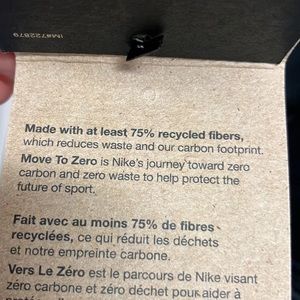 IM#722879
Made with at least 75% recycled fibers,
which reduces waste and our carbon footprint.
Move To Zero is Nike's journey toward zero
carbon and zero waste to help protect the
future of sport.
Fait avec au moins 75% de fibres
recyclées, ce qui réduit les déchets
et notre empreinte carbone.
Vers Le Zéro est le parcours de Nike visant
zéro carbone et zéro déchet pour aider à